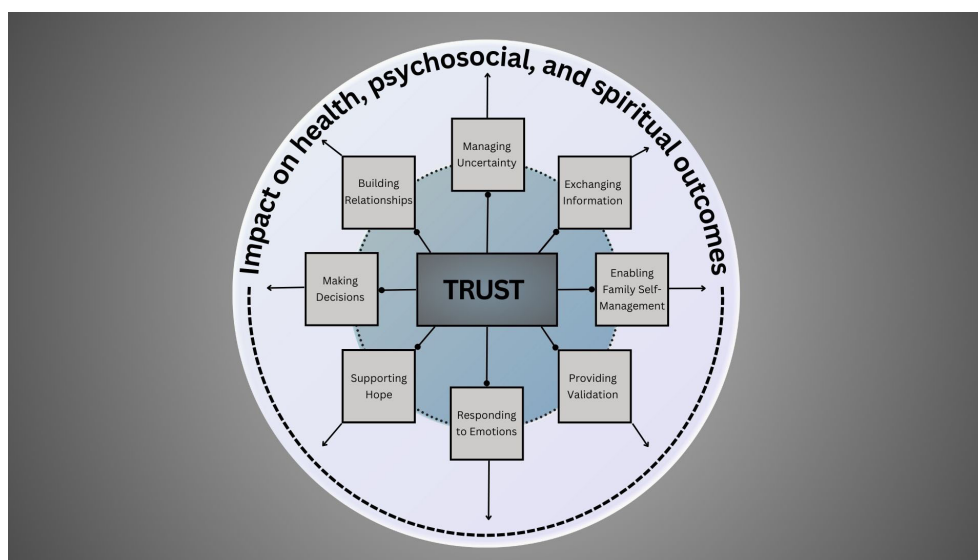 Impact on health, psychosocial, and spiritual outcomes
Managing
Uncertainty
Building
Relationships
Exchanging
Information
Making
Decisions
TRUST
Enabling
Family Self-
Management
Supporting
Hope
Responding
to Emotions
Providing
Validation